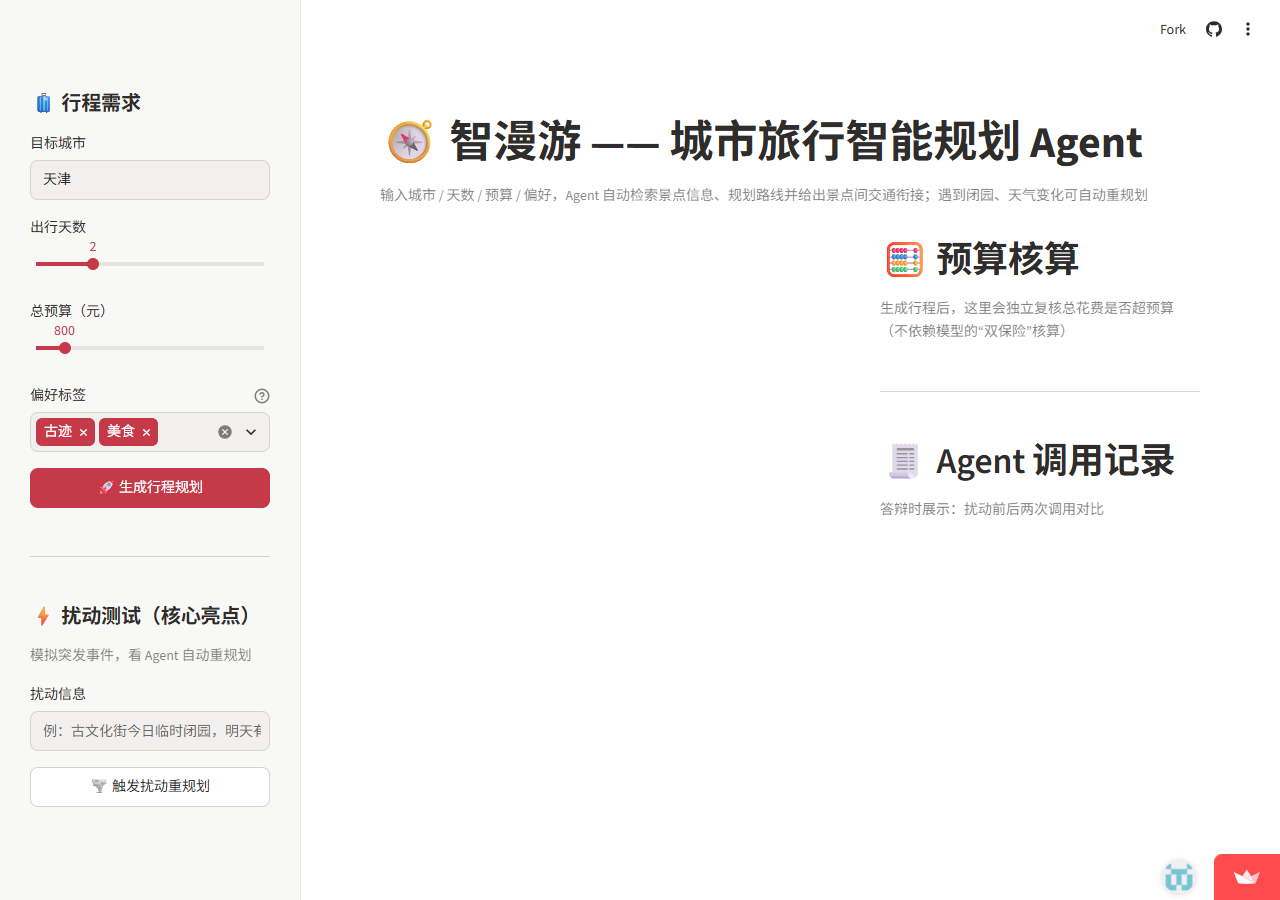 Fork
行程需求
目标城市
天津
出行天数
2
总预算（元）
800
偏好标签
古迹
美食
生成行程规划
扰动测试（核心亮点）
模拟突发事件，看 Agent 自动重规划
扰动信息
例：古文化街今日临时闭园，明天有
触发扰动重规划
智漫游 —— 城市旅行智能规划 Agent
输入城市 / 天数 / 预算 / 偏好，Agent 自动检索景点信息、规划路线并给出景点间交通衔接；遇到闭园、天气变化可自动重规划
预算核算
生成行程后，这里会独立复核总花费是否超预算
（不依赖模型的“双保险”核算）
Agent 调用记录
答辩时展示：扰动前后两次调用对比